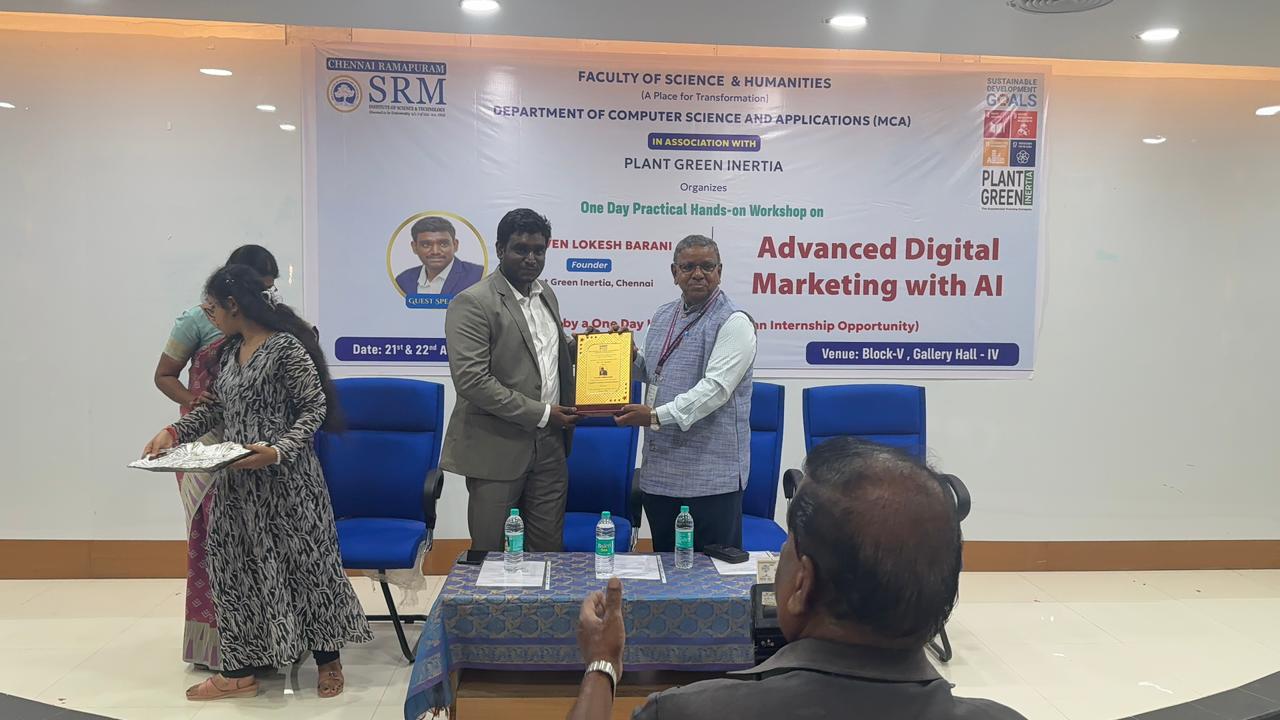 CHENNAI RAMAPURAM
SRM
INSTITUTE OF SCIENCE & TECHNOLOGY
FACULTY OF SCIENCE & HUMANITIES
(A Place for Transformation)
DEPARTMENT OF COMPUTER SCIENCE AND APPLICATIONS (MCA)
IN ASSOCIATION WITH
PLANT GREEN INERTIA
Organizes
One Day Practical Hands-on Workshop on
SUSTAINABLE
DEVELOPMENT
GOALS
PLANT
GREEN
INERTIA
GUEST
VEN LOKESH BARANI
Founder
t Green Inertia, Chennai
Advanced Digital
Marketing with AI
by a One Day
an Internship Opportunity)
Date: 21st & 22nd A
Venue: Block-V , Gallery Hall - IV